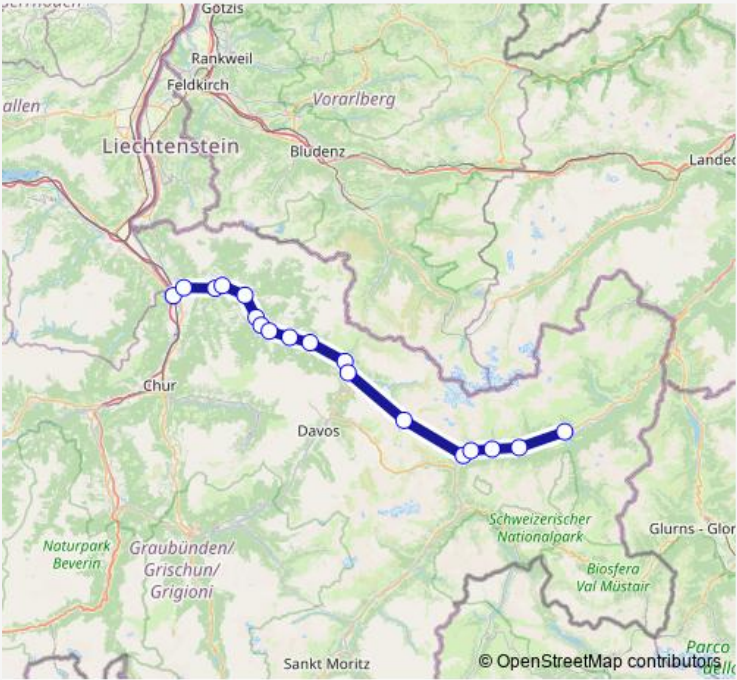 Götzis
Rankweil
Feldkirch
allen
Vorarlberg
Liechtenstein
Bludenz
Landec
Chur
Davos
Schweizerischer
Nationalpark
Glurns - Glor
Naturpark
Beverin
Graubünden/
Grischun/
Grigioni
Biosfera
Val Müstair
Parco
Sankt Moritz
© OpenStreetMap contributors